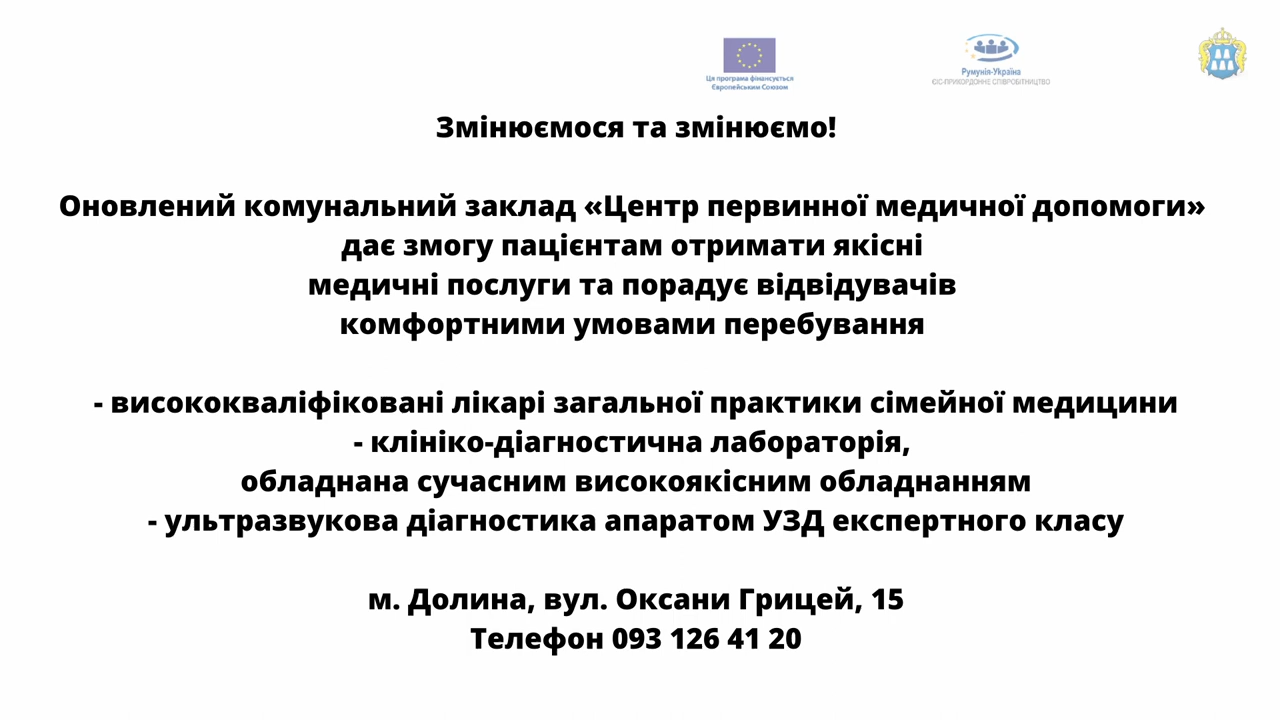 Ця програма фінансується
Європейським Союзом
Румунія-Україна
ЄІС-ПРИКОРДОННЕ СПІВРОБІТНИЦТВО
Змінюємося та змінюємо!
Оновлений комунальний заклад «Центр первинної медичної допомоги»
дає змогу пацієнтам отримати якісні
медичні послуги та порадує відвідувачів
комфортними умовами перебування
- висококваліфіковані лікарі загальної практики сімейної медицини
- клініко-діагностична лабораторія,
обладнана сучасним високоякісним обладнанням
- ультразвукова діагностика апаратом УЗД експертного класу
м. Долина, вул. Оксани Грицей, 15
Телефон 093 126 41 20